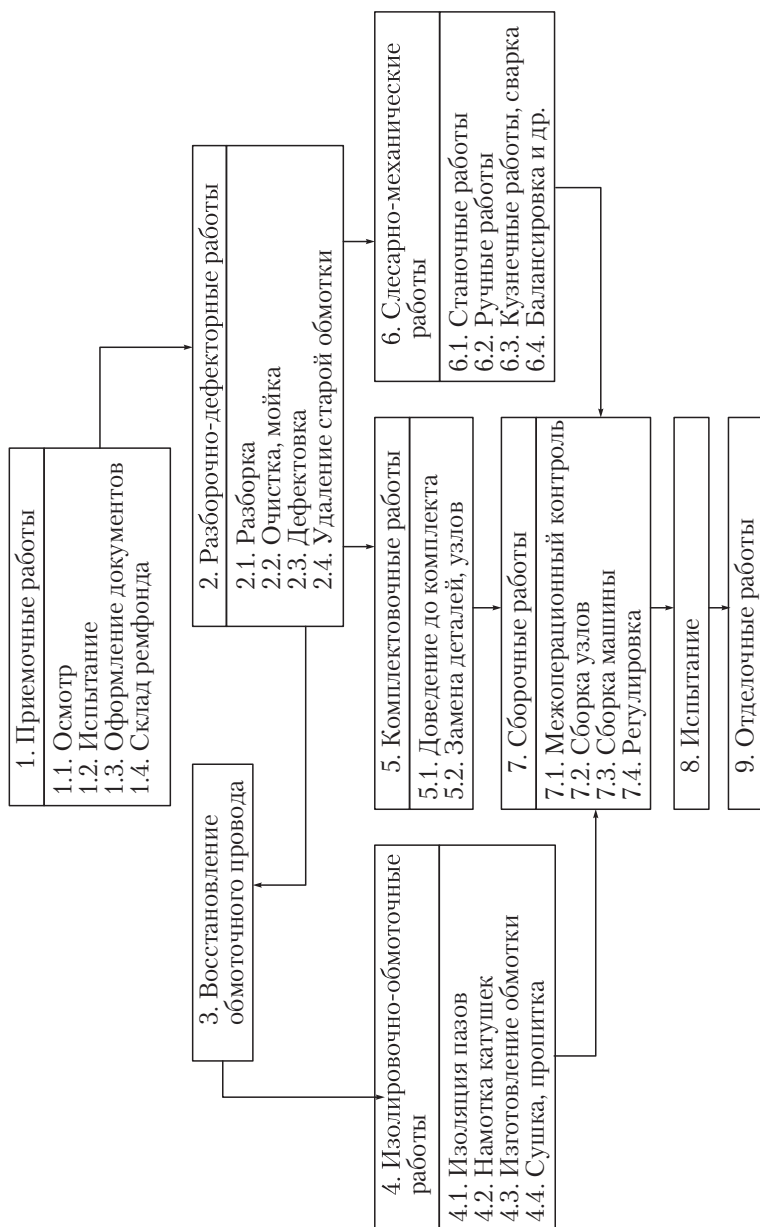 1. Приемочные работы
1.1. Осмотр
1.2. Испытание
1.3. Оформление документов
1.4. Склад ремфонда
2. Разборочно-дефекторные работы
2.1. Разборка
2.2. Очистка, мойка
2.3. Дефектовка
2.4. Удаление старой обмотки
3. Восстановление
обмоточного провода
4. Изолировочно-обмоточные
работы
4.1. Изоляция пазов
4.2. Намотка катушек
4.3. Изготовление обмотки
4.4. Сушка, пропитка
5. Комплектовочные работы
5.1. Доведение до комплекта
5.2. Замена деталей, узлов
6. Слесарно-механические
работы
6.1. Станочные работы
6.2. Ручные работы
6.3. Кузнечные работы, сварка
6.4. Балансировка и др.
7. Сборочные работы
7.1. Межоперационный контроль
7.2. Сборка узлов
7.3. Сборка машины
7.4. Регулировка
8. Испытание
9. Отделочные работы